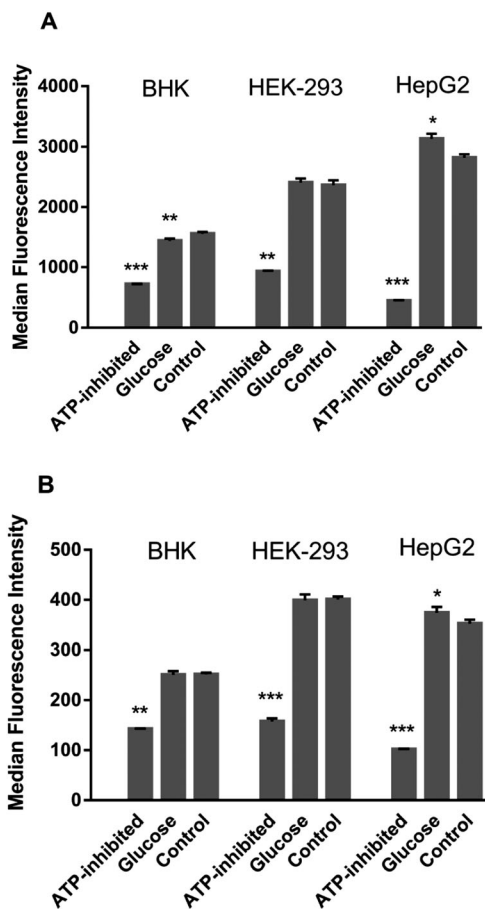 A
BHK HEK-293 HepG2
Median Fluorescence Intensity
4000
3000
2000
1000
0
*** ** ** *** *
ATP-inhibited Glucose Control ATP-inhibited Glucose Control ATP-inhibited Glucose Control
B
BHK HEK-293 HepG2
Median Fluorescence Intensity
500
400
300
200
100
0
** *** *** *
ATP-inhibited Glucose Control ATP-inhibited Glucose Control ATP-inhibited Glucose Control